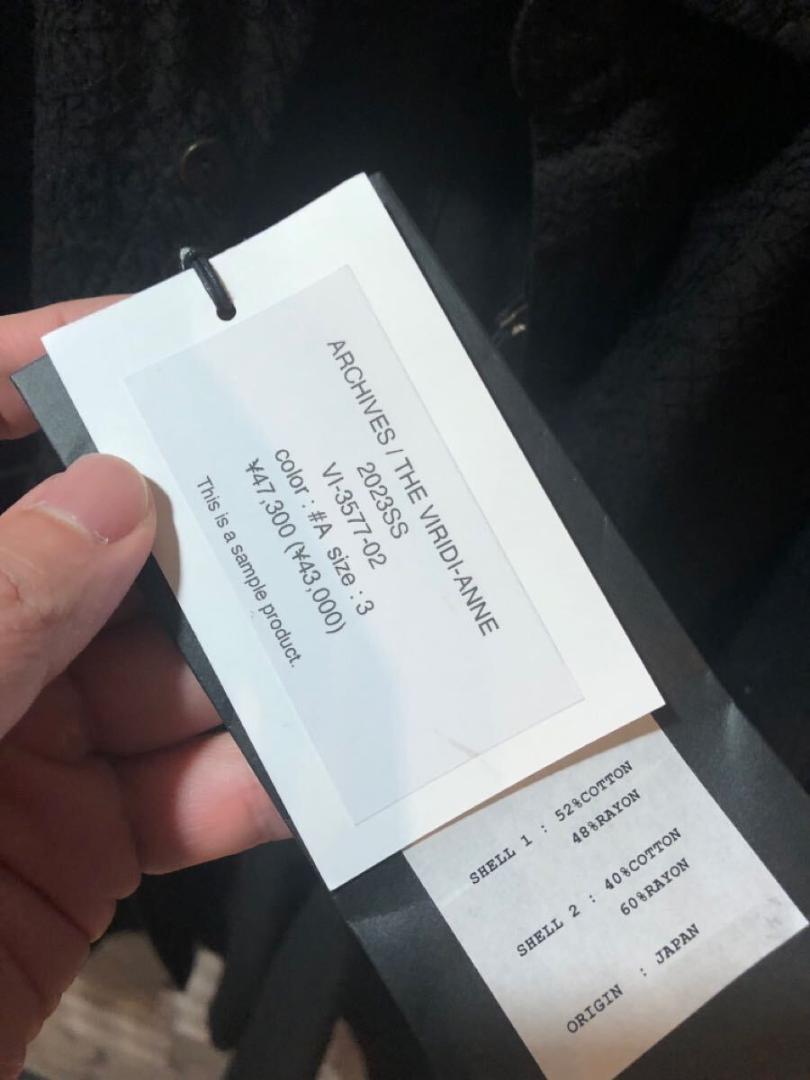 ARCHIVES / THE VIRIDI-ANNE
2023SS
VI-3577-02
color : #A size : 3
¥47,300 (¥43,000)
This is a sample product.
SHELL 1 : 52%COTTON
48%RAYON
SHELL 2 : 40%COTTON
60%RAYON
ORIGIN : JAPAN